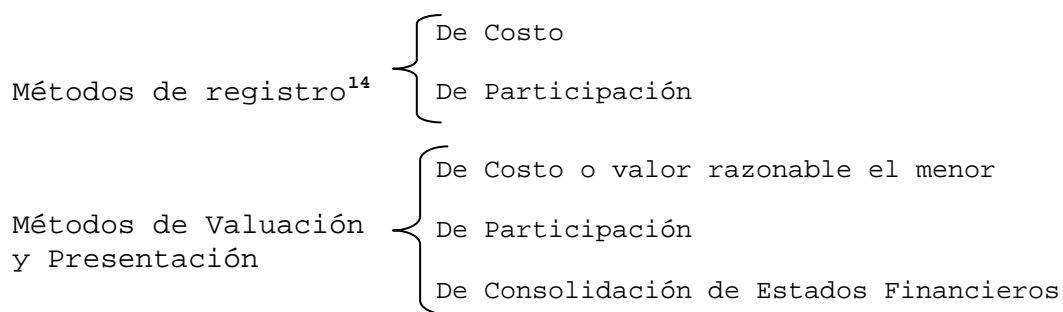 De Costo
Métodos de registro14
De Participación
De Costo o valor razonable el menor
Métodos de Valuación
y Presentación
De Participación
De Consolidación de Estados Financieros